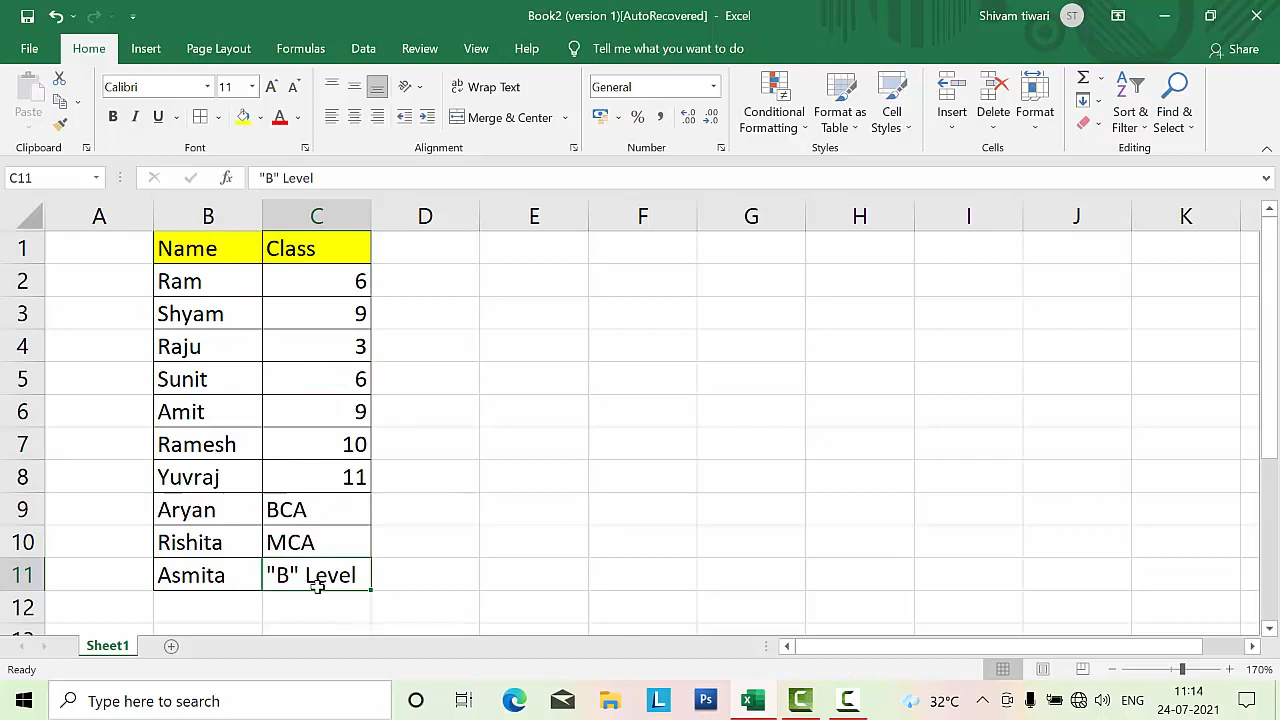 Book2 (version 1)[AutoRecovered] - Excel
Shivam tiwari ST
File Home Insert Page Layout Formulas Data Review View Help Tell me what you want to do Share
Paste
Calibri 11
B I U A
Wrap Text
Merge & Center
General
% ,
Conditional Formatting
Format as Table
Cell Styles
Insert Delete Format
Sort & Filter
Find & Select
Clipboard Font Alignment Number Styles Cells Editing
C11 fx "B" Level
A B C D E F G H I J K
1 Name Class
2 Ram 6
3 Shyam 9
4 Raju 3
5 Sunit 6
6 Amit 9
7 Ramesh 10
8 Yuvraj 11
9 Aryan BCA
10 Rishita MCA
11 Asmita "B" Level
12
Sheet1
Ready 170%
Type here to search
L Ps 32°C ENG
11:14
24-07-2021